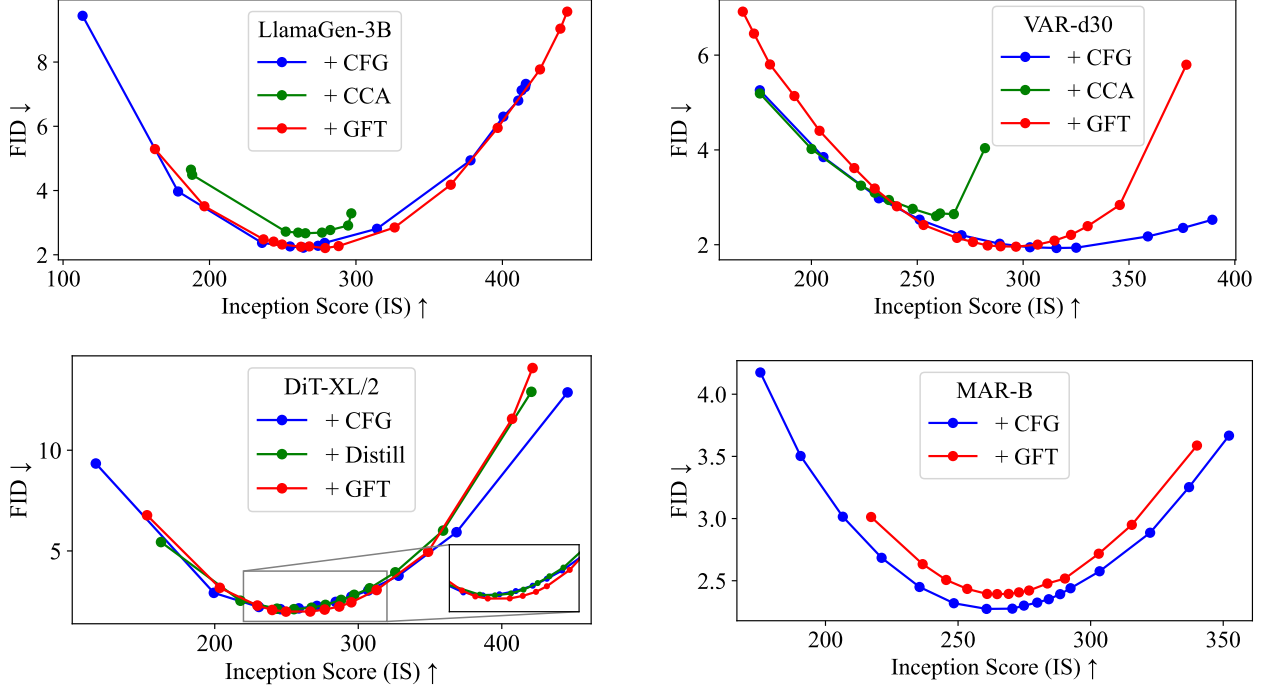 LlamaGen-3B
+ CFG
+ CCA
+ GFT
FID ↓
8
6
4
2
100
200
300
400
Inception Score (IS) ↑
VAR-d30
+ CFG
+ CCA
+ GFT
FID ↓
6
4
2
200
250
300
350
400
Inception Score (IS) ↑
DiT-XL/2
+ CFG
+ Distill
+ GFT
FID ↓
10
5
200
300
400
Inception Score (IS) ↑
MAR-B
+ CFG
+ GFT
FID ↓
4.0
3.5
3.0
2.5
200
250
300
350
Inception Score (IS) ↑